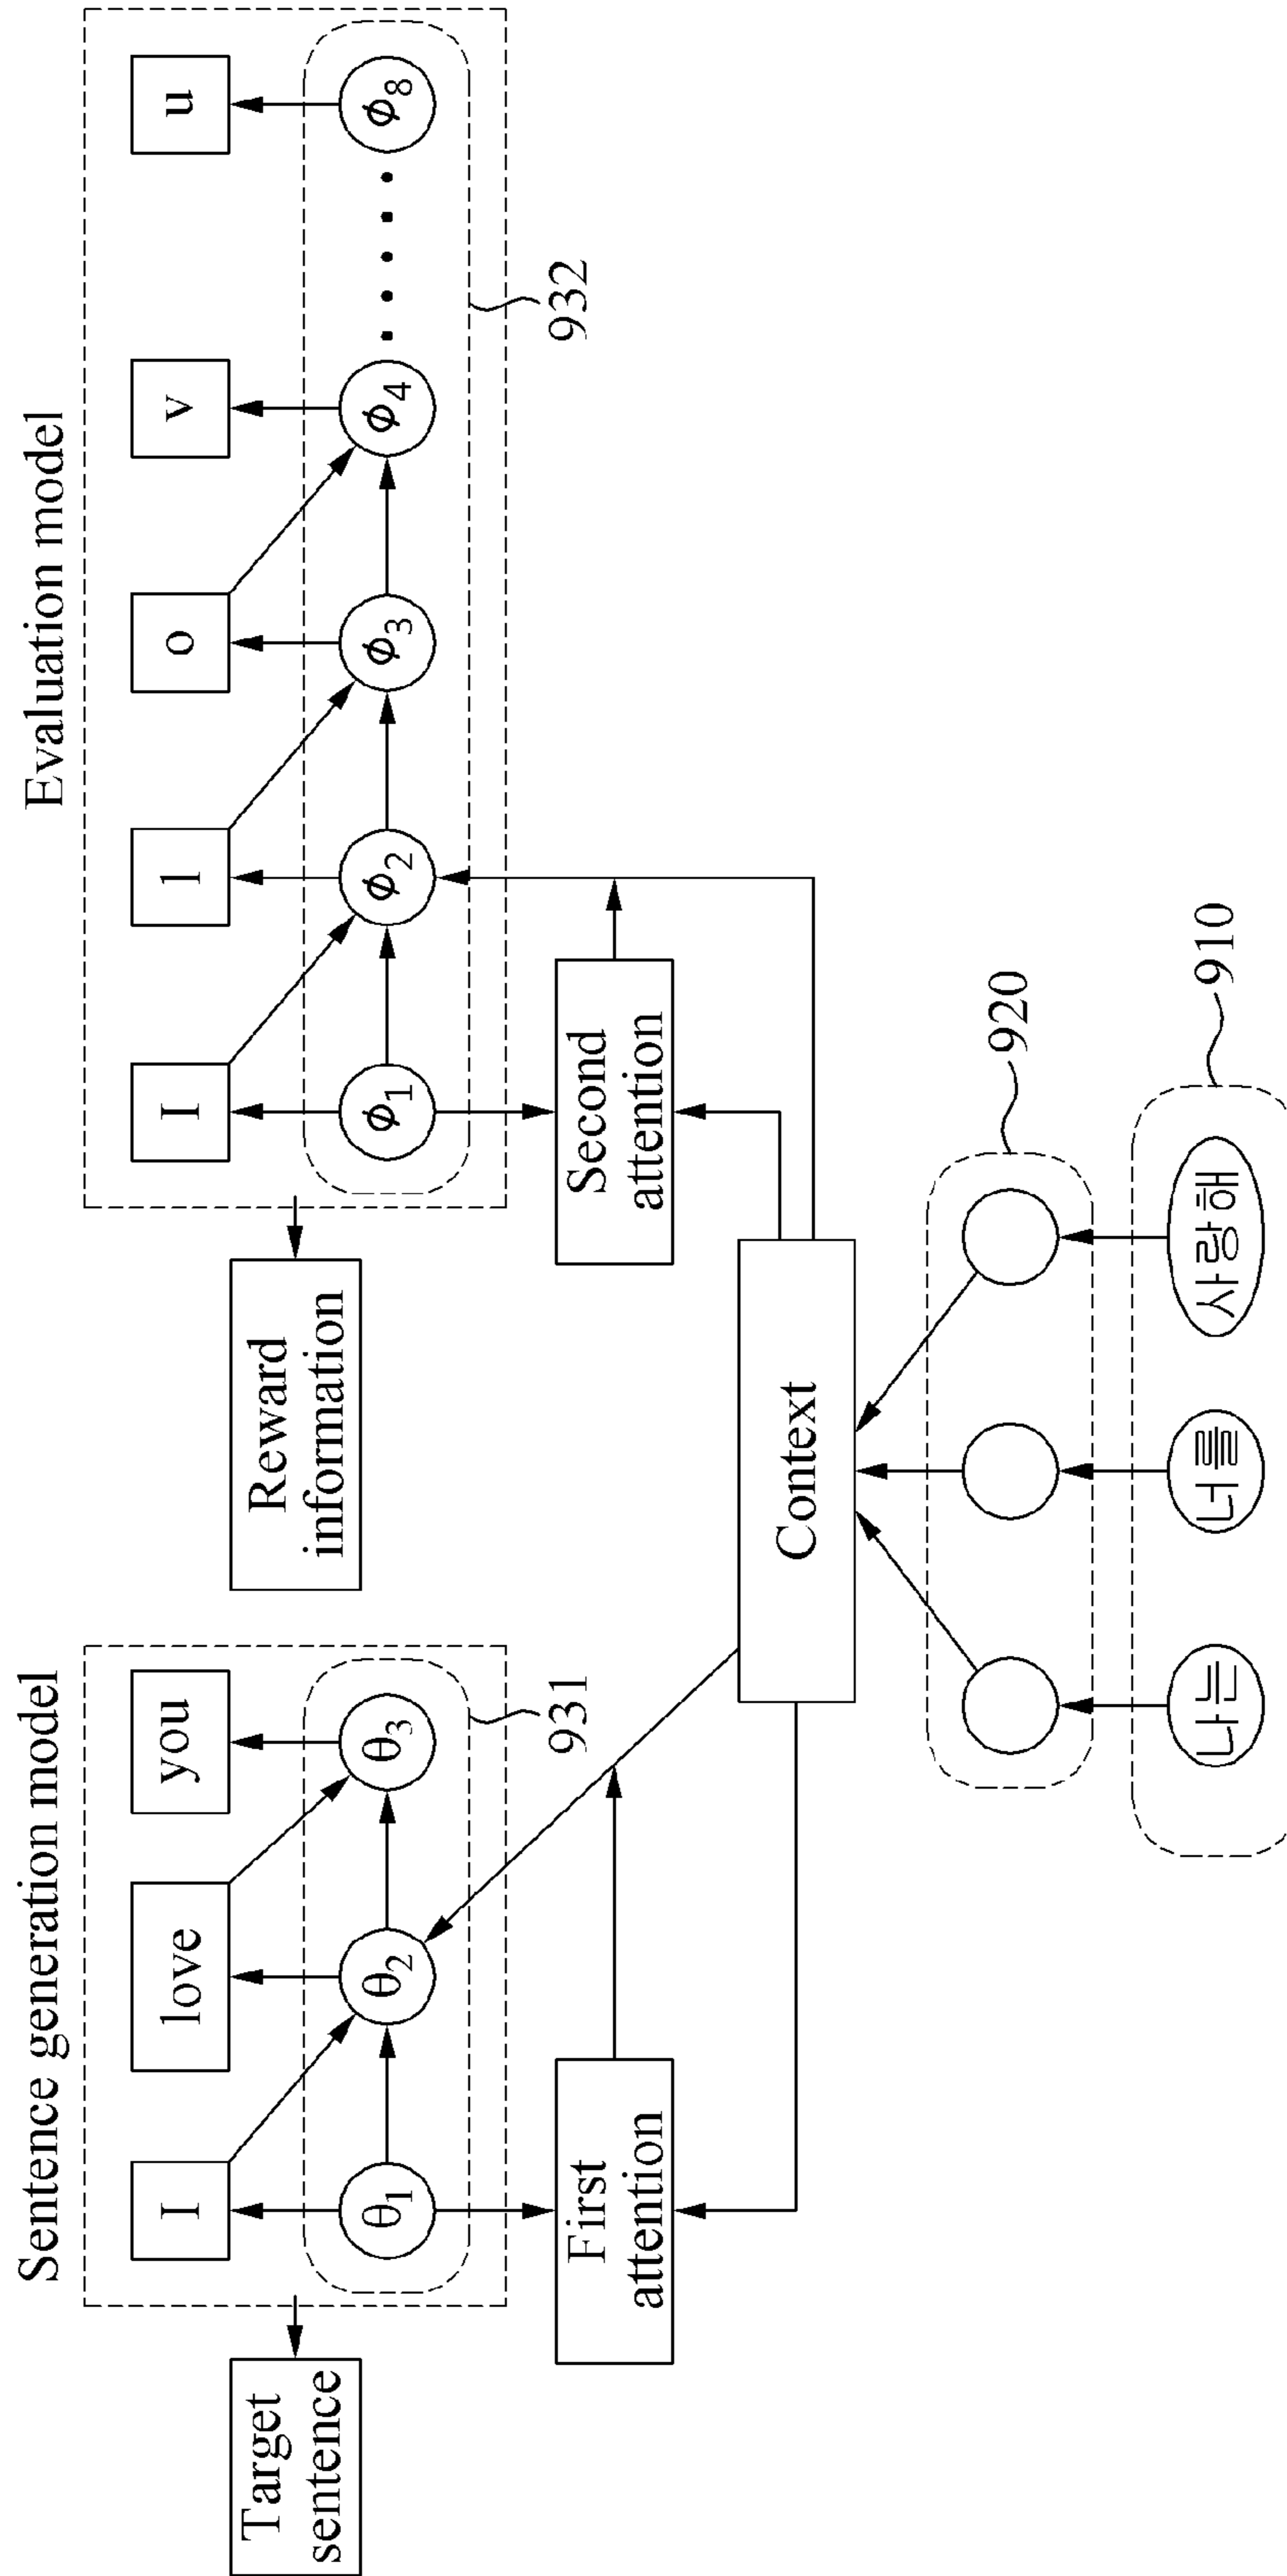 Sentence generation model
Target
sentence
I
love
you
θ1
θ2
θ3
931
First
attention
Evaluation model
Reward
information
I
l
o
v
u
ϕ1
ϕ2
ϕ3
ϕ4
ϕ8
932
Second
attention
Context
920
나는
너를
사랑해
910